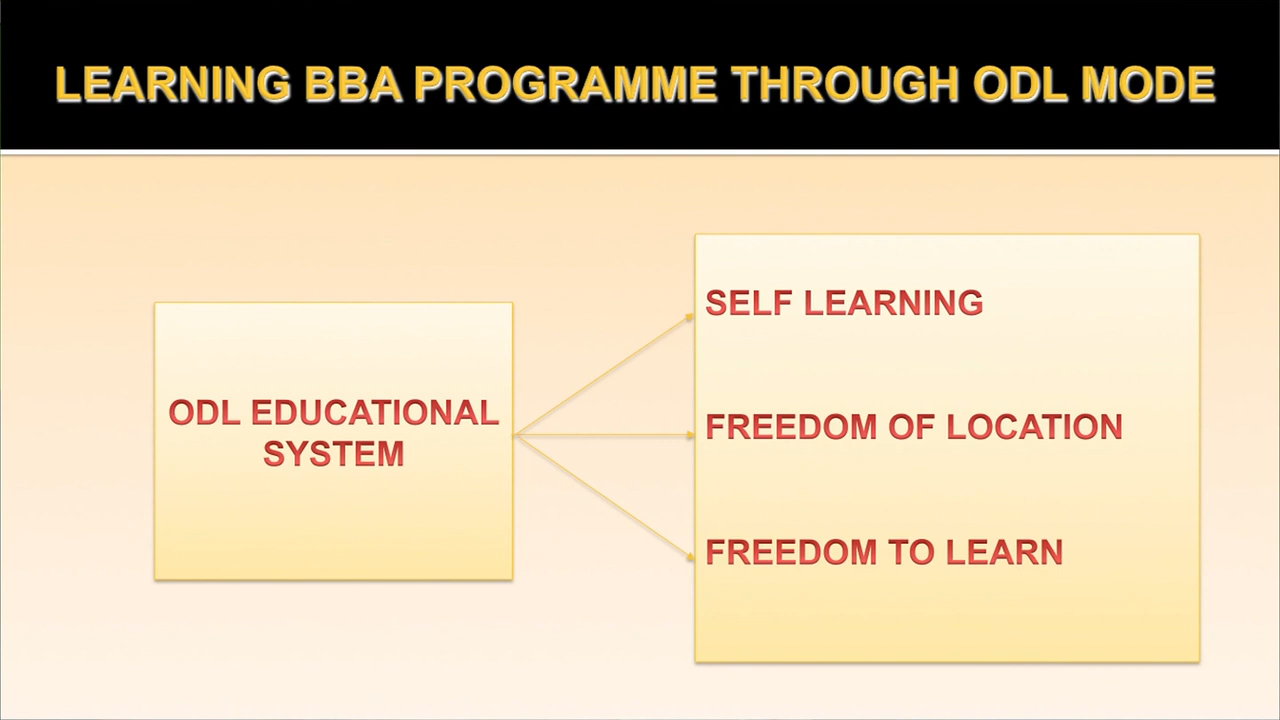 LEARNING BBA PROGRAMME THROUGH ODL MODE
ODL EDUCATIONAL
SYSTEM
SELF LEARNING
FREEDOM OF LOCATION
FREEDOM TO LEARN